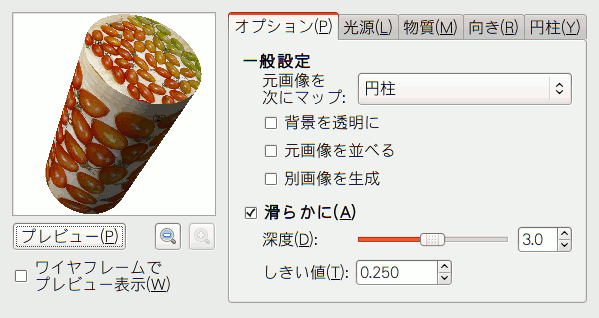 オプション(P)
光源(L)
物質(M)
向き(R)
円柱(Y)
一般設定
元画像を
次にマップ:
円柱
背景を透明に
元画像を並べる
別画像を生成
滑らかに(A)
深度(D):
3.0
しきい値(T):
0.250
プレビュー(P)
ワイヤフレームで
プレビュー表示(W)